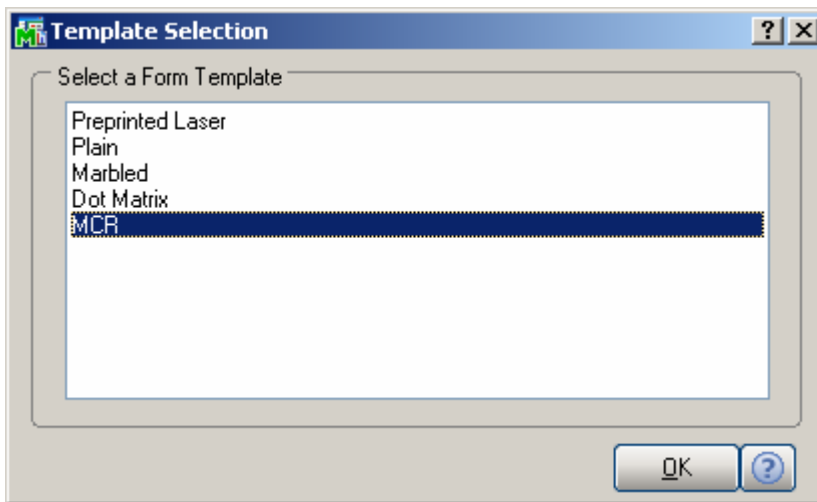 Template Selection
Select a Form Template
Preprinted Laser
Plain
Marbled
Dot Matrix
MCR
OK